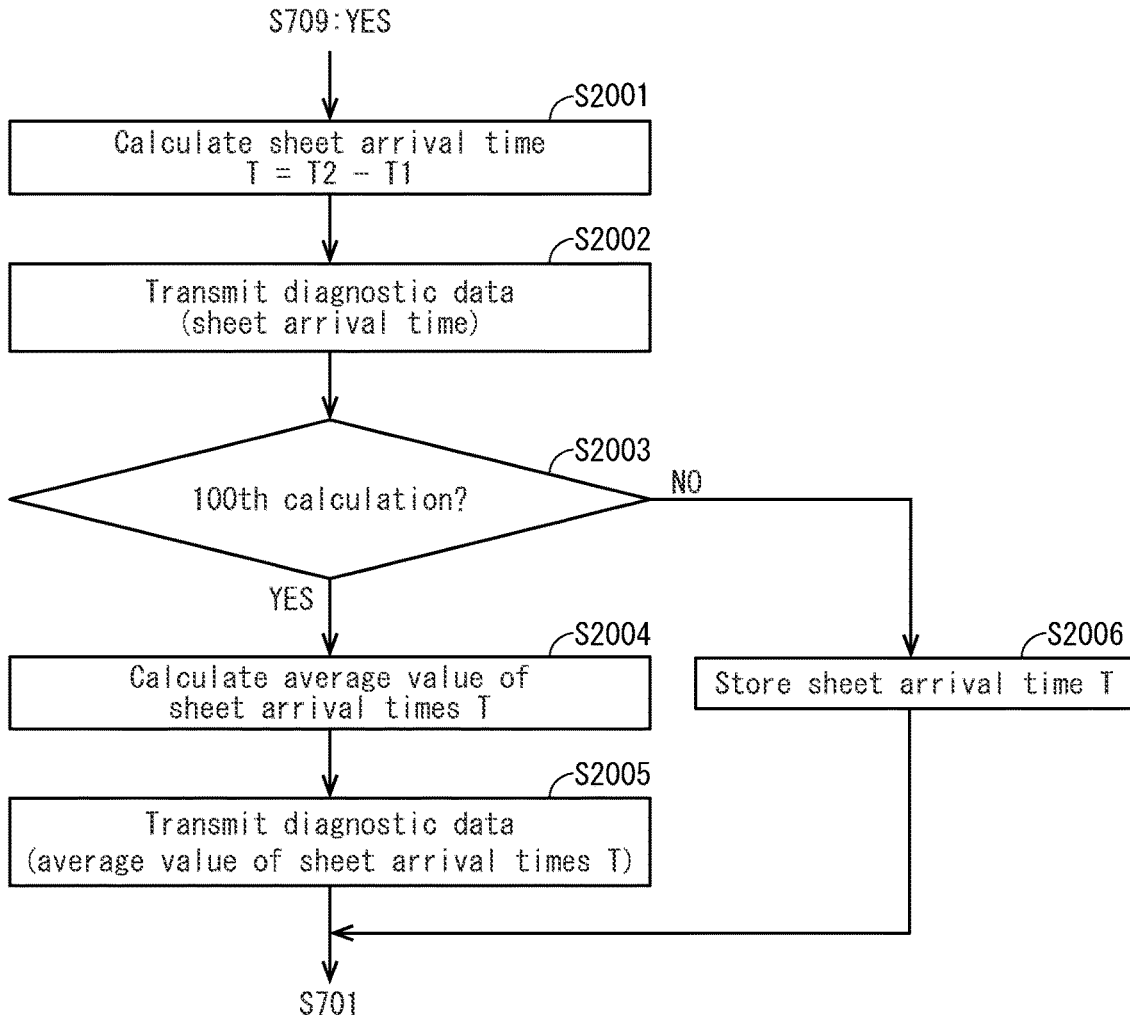 S709:YES
S2001
Calculate sheet arrival time
T = T2 - T1
S2002
Transmit diagnostic data
(sheet arrival time)
S2003
100th calculation?
NO
YES
S2004
Calculate average value of
sheet arrival times T
S2006
Store sheet arrival time T
S2005
Transmit diagnostic data
(average value of sheet arrival times T)
S701